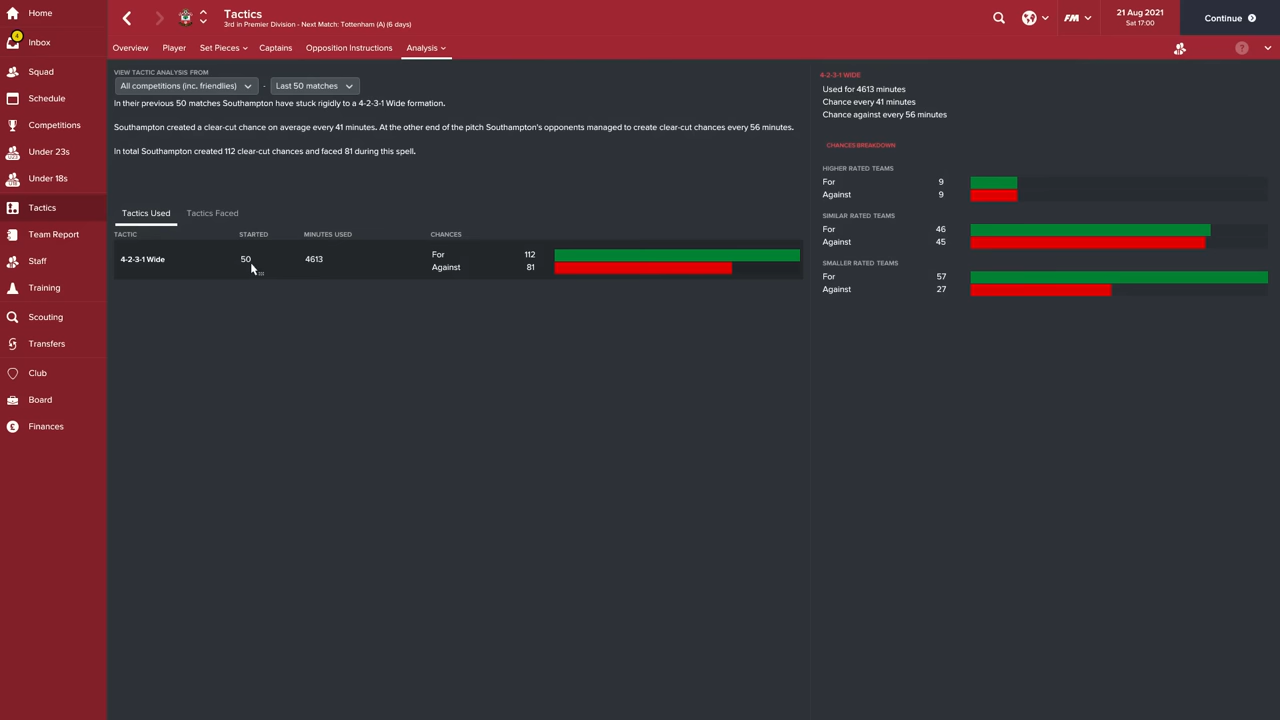 Home
4
Inbox
Squad
Schedule
Competitions
Under 23s
Under 18s
Tactics
Team Report
Staff
Training
Scouting
Transfers
Club
Board
Finances
Tactics
3rd in Premier Division - Next Match: Tottenham (A) (6 days)
FM
21 Aug 2021
Sat 17:00
Continue
Overview
Player
Set Pieces
Captains
Opposition Instructions
Analysis
?
VIEW TACTIC ANALYSIS FROM
All competitions (inc. friendlies) - Last 50 matches
In their previous 50 matches Southampton have stuck rigidly to a 4-2-3-1 Wide formation.
Southampton created a clear-cut chance on average every 41 minutes. At the other end of the pitch Southampton's opponents managed to create clear-cut chances every 56 minutes.
In total Southampton created 112 clear-cut chances and faced 81 during this spell.
Tactics Used Tactics Faced
TACTIC STARTED MINUTES USED CHANCES
4-2-3-1 Wide 50 4613
For 112
Against 81
4-2-3-1 WIDE
Used for 4613 minutes
Chance every 41 minutes
Chance against every 56 minutes
CHANCES BREAKDOWN
HIGHER RATED TEAMS
For 9
Against 9
SIMILAR RATED TEAMS
For 46
Against 45
SMALLER RATED TEAMS
For 57
Against 27